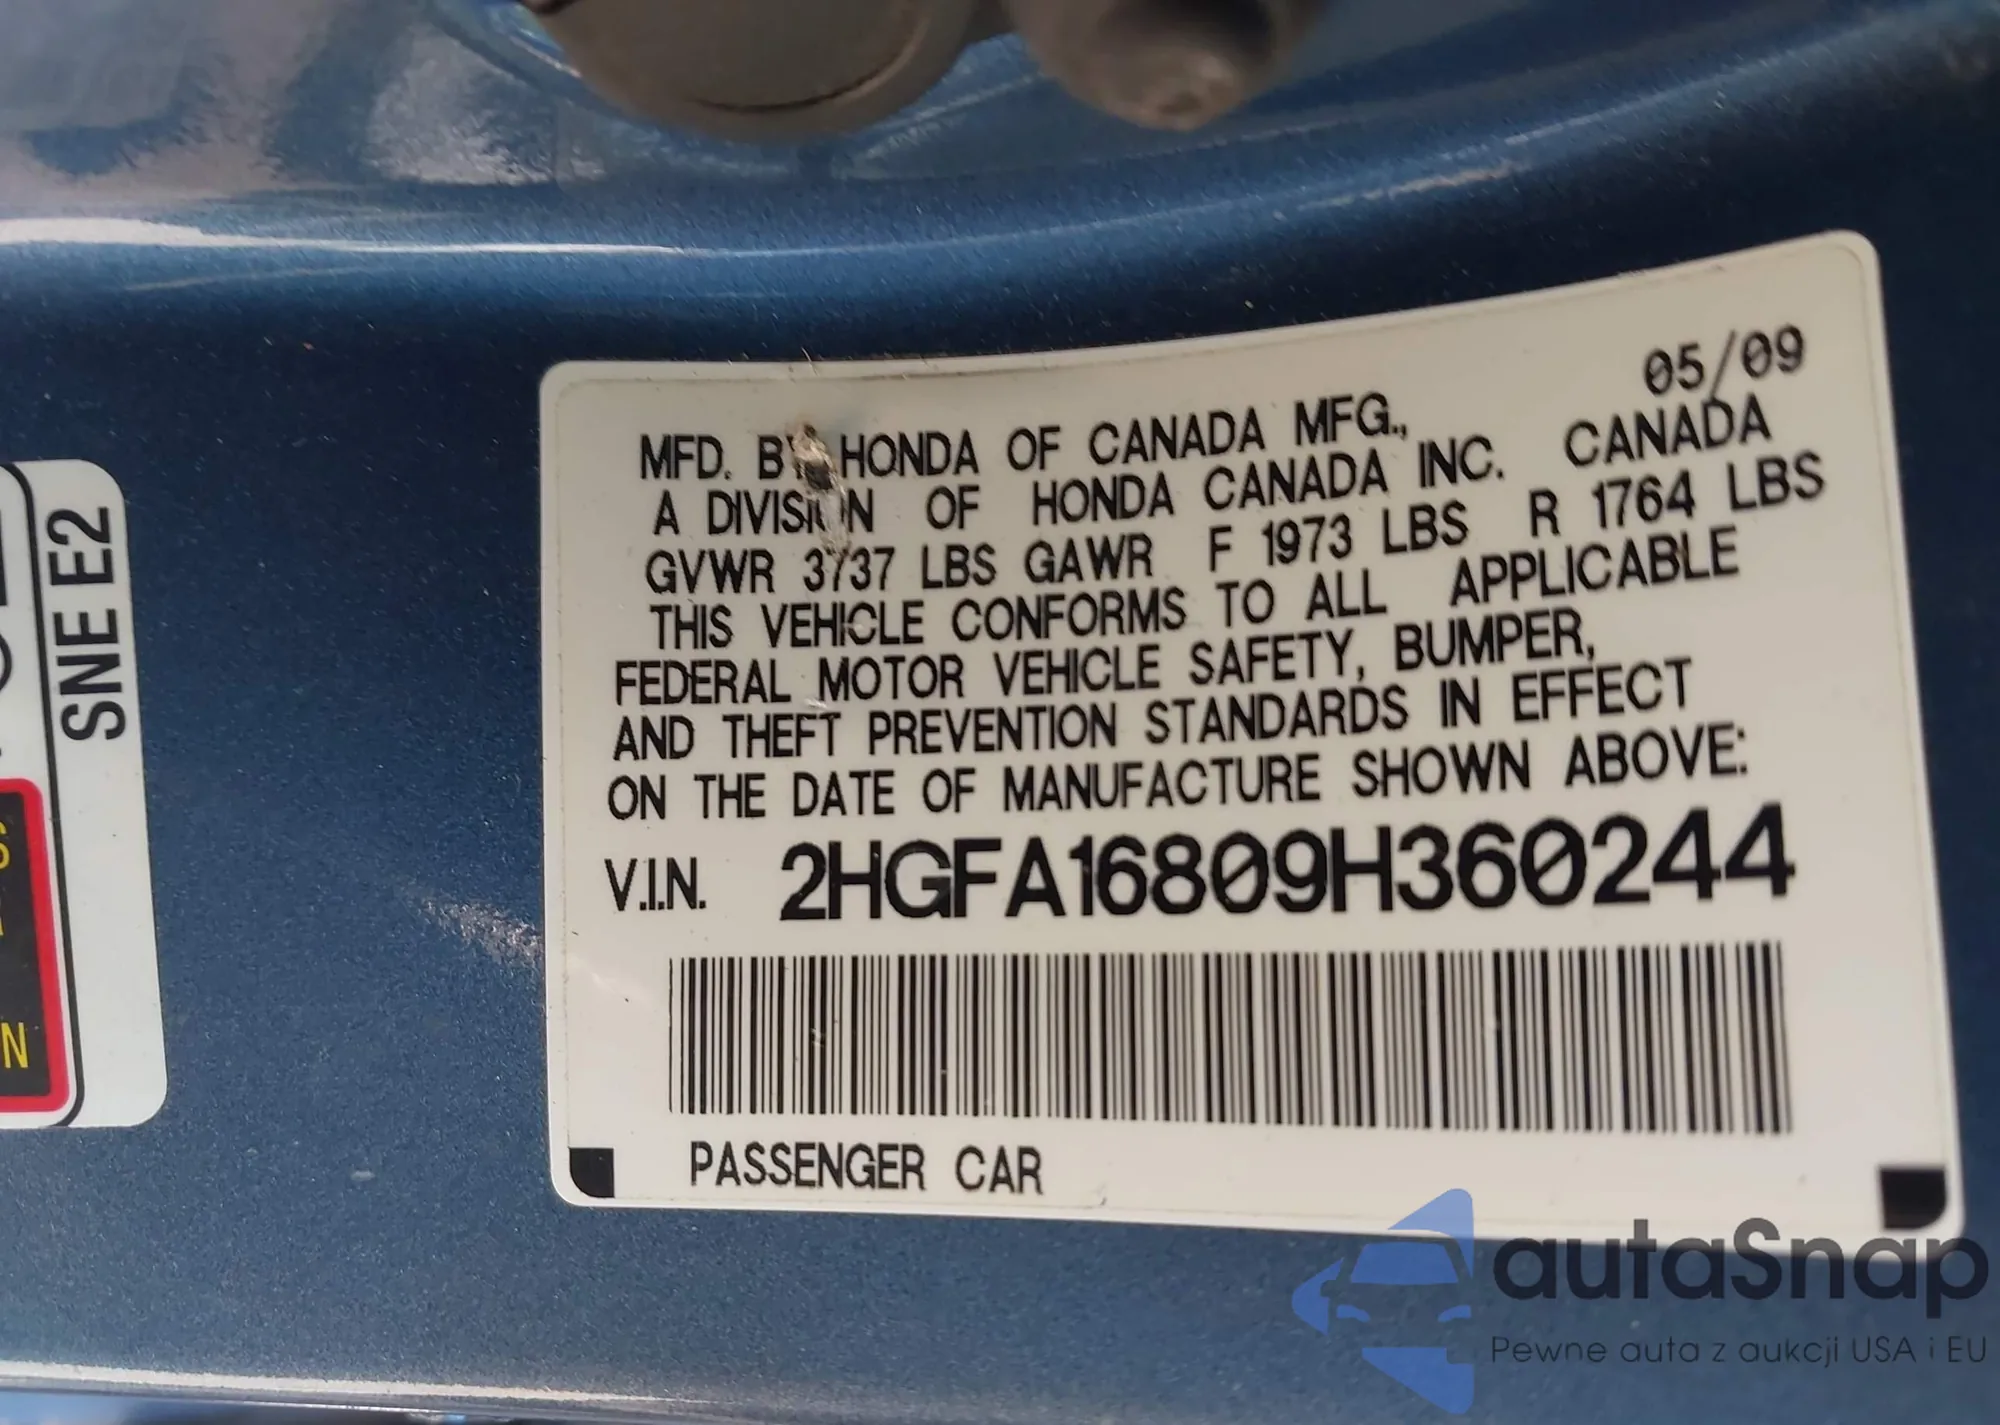 05/09
MFD. BY HONDA OF CANADA MFG.,
A DIVISION OF HONDA CANADA INC. CANADA
GVWR 3737 LBS GAWR F 1973 LBS R 1764 LBS
THIS VEHICLE CONFORMS TO ALL APPLICABLE
FEDERAL MOTOR VEHICLE SAFETY, BUMPER,
AND THEFT PREVENTION STANDARDS IN EFFECT
ON THE DATE OF MANUFACTURE SHOWN ABOVE:
V.I.N. 2HGFA16809H360244
PASSENGER CAR
SNE E2
autaSnap
Pewne auta z aukcji USA i EU